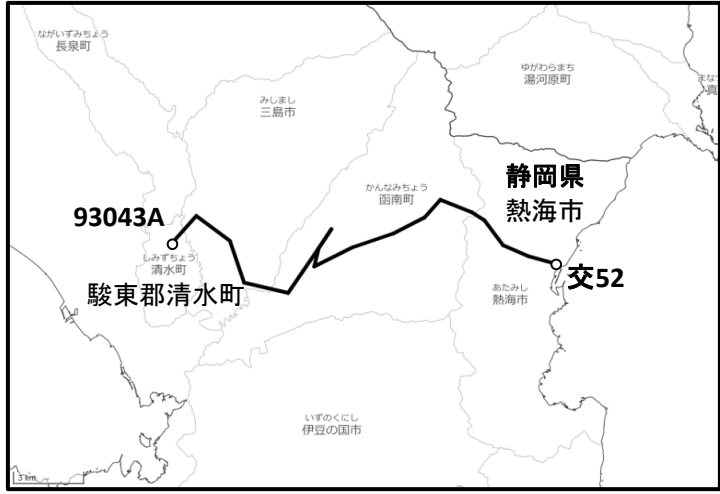 ながいずみちょう
長泉町
ゆがわらまち
湯河原町
みしまし
三島市
かんなみちょう
函南町
静岡県
熱海市
93043A
しみずちょう
清水町
駿東郡清水町
交52
あたみし
熱海市
いずのくにし
伊豆の国市
3 km